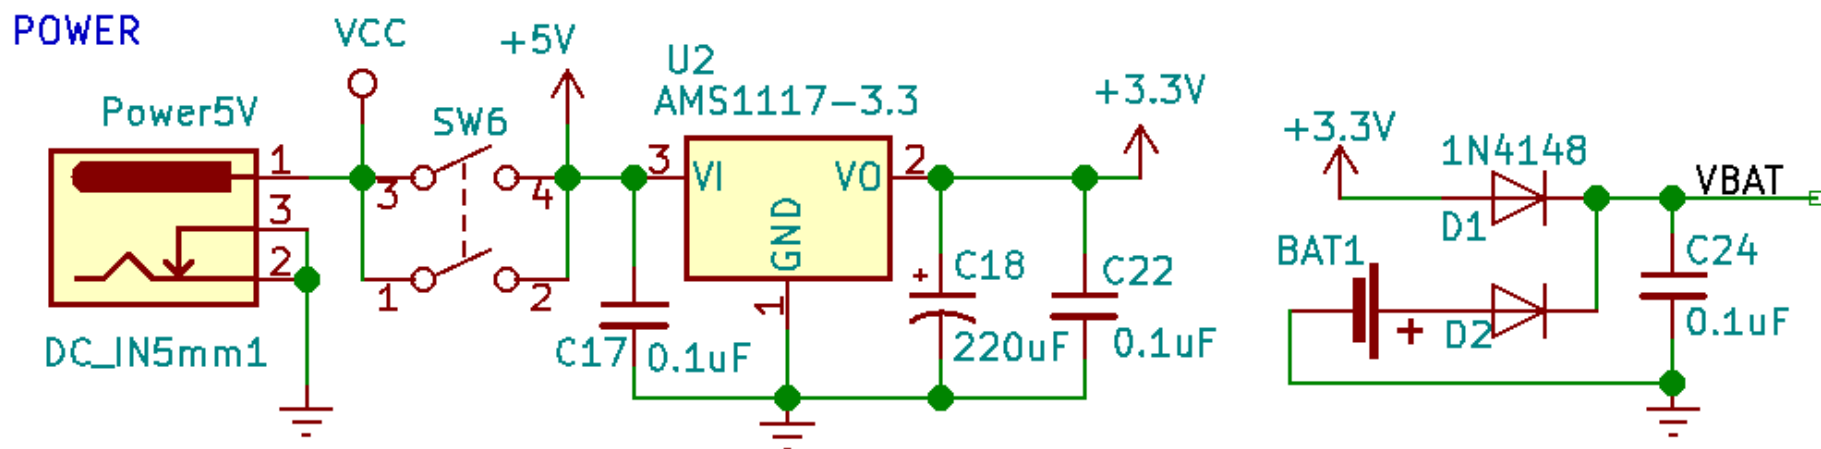 POWER
VCC
+5V
U2
AMS1117-3.3
+3.3V
Power5V
SW6
1
3
2
3
4
1
2
3
VI
VO
2
GND
1
DC_IN5mm1
C17
0.1uF
+
C18
220uF
C22
0.1uF
+3.3V
1N4148
D1
VBAT
BAT1
+
D2
C24
0.1uF